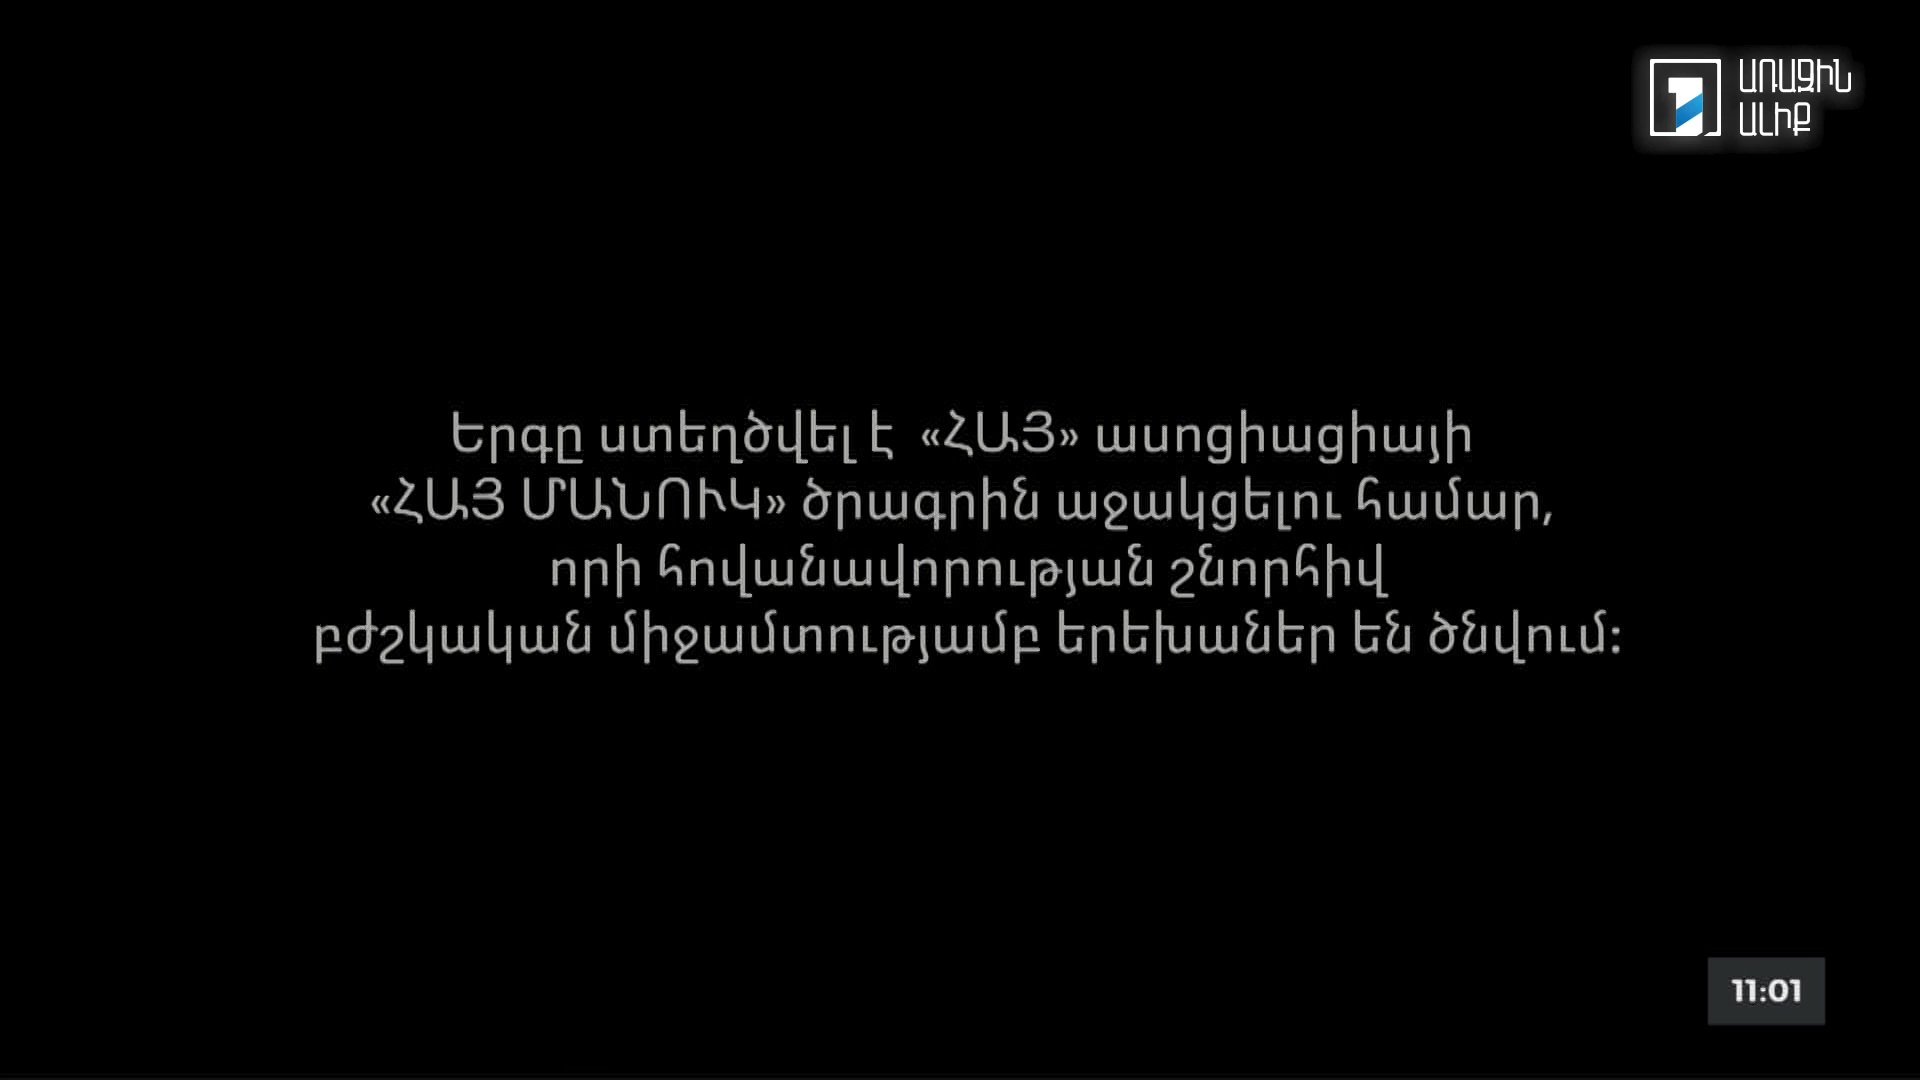 ԱՌԱՋԻՆ
ԱԼԻՔ
Երգը ստեղծվել է «ՀԱՅ» ասոցիացիայի
«ՀԱՅ ՄԱՆՈՒԿ» ծրագրին աջակցելու համար,
որի հովանավորության շնորհիվ
բժշկական միջամտությամբ երեխաներ են ծնվում:
11:01